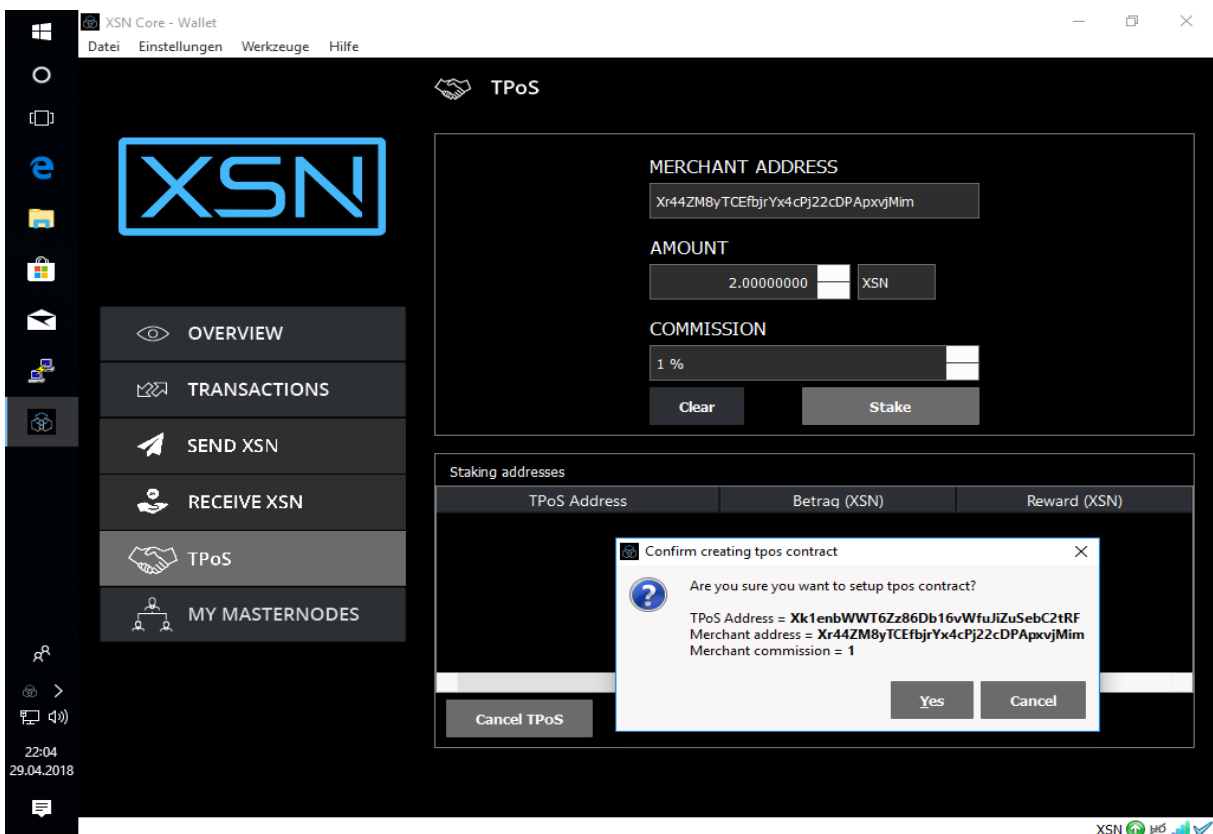 XSN Core - Wallet
Datei Einstellungen Werkzeuge Hilfe
TPoS
XSN
MERCHANT ADDRESS
Xr44ZM8yTCEfbjrYx4cPj22cDPApxvjMim
AMOUNT
2.00000000 XSN
COMMISSION
1 %
Clear Stake
OVERVIEW
TRANSACTIONS
SEND XSN
RECEIVE XSN
TPoS
MY MASTERNODES
Staking addresses
TPoS Address Betrag (XSN) Reward (XSN)
Confirm creating tpos contract
Are you sure you want to setup tpos contract?
TPoS Address = Xk1enbWWT6Zz86Db16vWfuJiZuSebC2tRF
Merchant address = Xr44ZM8yTCEfbjrYx4cPj22cDPApxvjMim
Merchant commission = 1
Yes Cancel
Cancel TPoS
22:04
29.04.2018
XSN HD